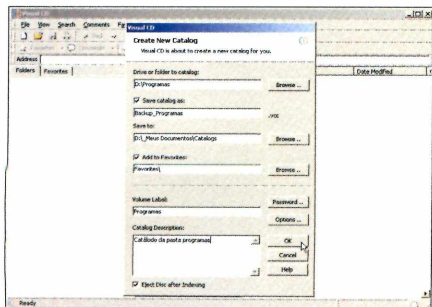 Visual CD
File View Search Comments
Address
Folders Favorites
Date Modified
Visual CD
Create New Catalog
Visual CD is about to create a new catalog for you.
Drive or folder to catalog:
D:\Programas
Browse ...
Save catalog as:
Backup_Programas
.vcc
Save to:
D:\_Meus Documentos\Catalogs
Browse ...
Add to Favorites:
Favorites\
Browse ...
Volume Label:
Programas
Password ...
Options ...
Catalog Description:
OK
da pasta programas
Cancel
Help
Eject Disc after Indexing
Ready